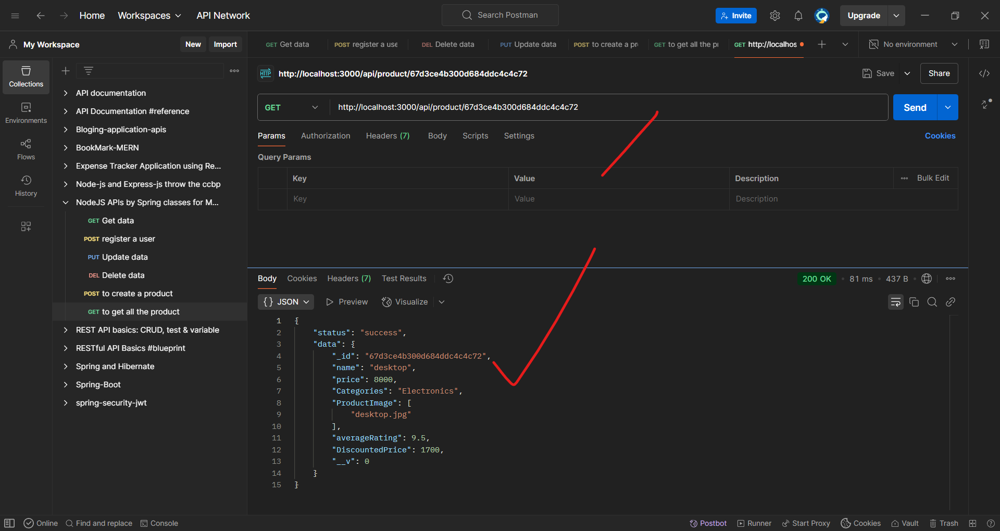 Home Workspaces API Network Search Postman Invite Upgrade
My Workspace New Import
GET Get data POST register a use DEL Delete data PUT Update data POST to create a pr GET to get all the pr GET http://localhos No environment
Collections
Environments
Flows
History
API documentation
API Documentation #reference
Bloging-application-apis
BookMark-MERN
Expense Tracker Application using Re...
Node-js and Express-js throw the ccbp
NodeJS APIs by Spring classes for M...
GET Get data
POST register a user
PUT Update data
DEL Delete data
POST to create a product
GET to get all the product
REST API basics: CRUD, test & variable
RESTful API Basics #blueprint
Spring and Hibernate
Spring-Boot
spring-security-jwt
HTTP http://localhost:3000/api/product/67d3ce4b300d684ddc4c4c72 Save Share
GET http://localhost:3000/api/product/67d3ce4b300d684ddc4c4c72 Send
Params Authorization Headers (7) Body Scripts Settings Cookies
Query Params
Key Value Description Bulk Edit
Key Value Description
Body Cookies Headers (7) Test Results 200 OK 81 ms 437 B
{} JSON Preview Visualize
1 {
2 "status": "success",
3 "data": {
4 "_id": "67d3ce4b300d684ddc4c4c72",
5 "name": "desktop",
6 "price": 8000,
7 "Categories": "Electronics",
8 "ProductImage": [
9 "desktop.jpg"
10 ],
11 "averageRating": 9.5,
12 "DiscountedPrice": 1700,
13 "__v": 0
14 }
15 }
Online Find and replace Console Postbot Runner Start Proxy Cookies Vault Trash